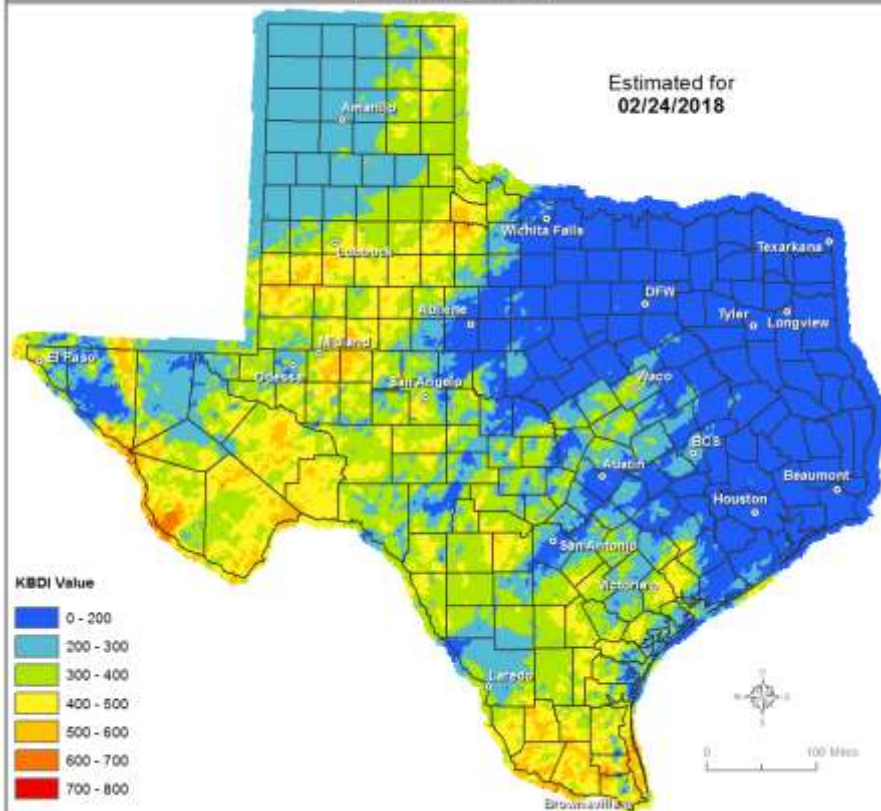 Estimated for
02/24/2018
Amarillo
Wichita Falls
Texarkana
Lubbock
DFW
Abilene
Tyler
Longview
Midland
El Paso
Odessa
San Angelo
Waco
BCS
Austin
Beaumont
Houston
San Antonio
Victoria
KBDI Value
0 - 200
200 - 300
300 - 400
400 - 500
500 - 600
600 - 700
700 - 800
Laredo
0 100 Miles
Brownsville